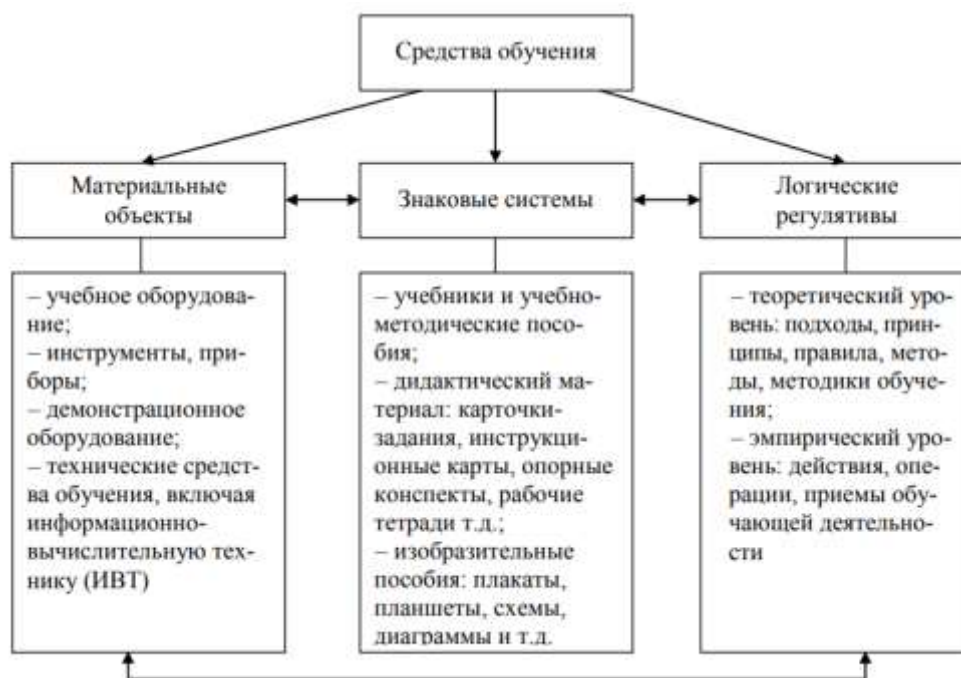 Средства обучения
Материальные
объекты
Знаковые системы
Логические
регулятивы
– учебное оборудова-
ние;
– инструменты, при-
боры;
– демонстрационное
оборудование;
– технические средст-
ва обучения, включая
информационно-
вычислительную тех-
нику (ИВТ)
– учебники и учебно-
методические посо-
бия;
– дидактический ма-
териал: карточки-
задания, инструкци-
онные карты, опорные
конспекты, рабочие
тетради т.д.;
– изобразительные
пособия: плакаты,
планшеты, схемы,
диаграммы и т.д.
– теоретический уро-
вень: подходы, прин-
ципы, правила, мето-
ды, методики обуче-
ния;
– эмпирический уро-
вень: действия, опе-
рации, приемы обу-
чающей деятельно-
сти